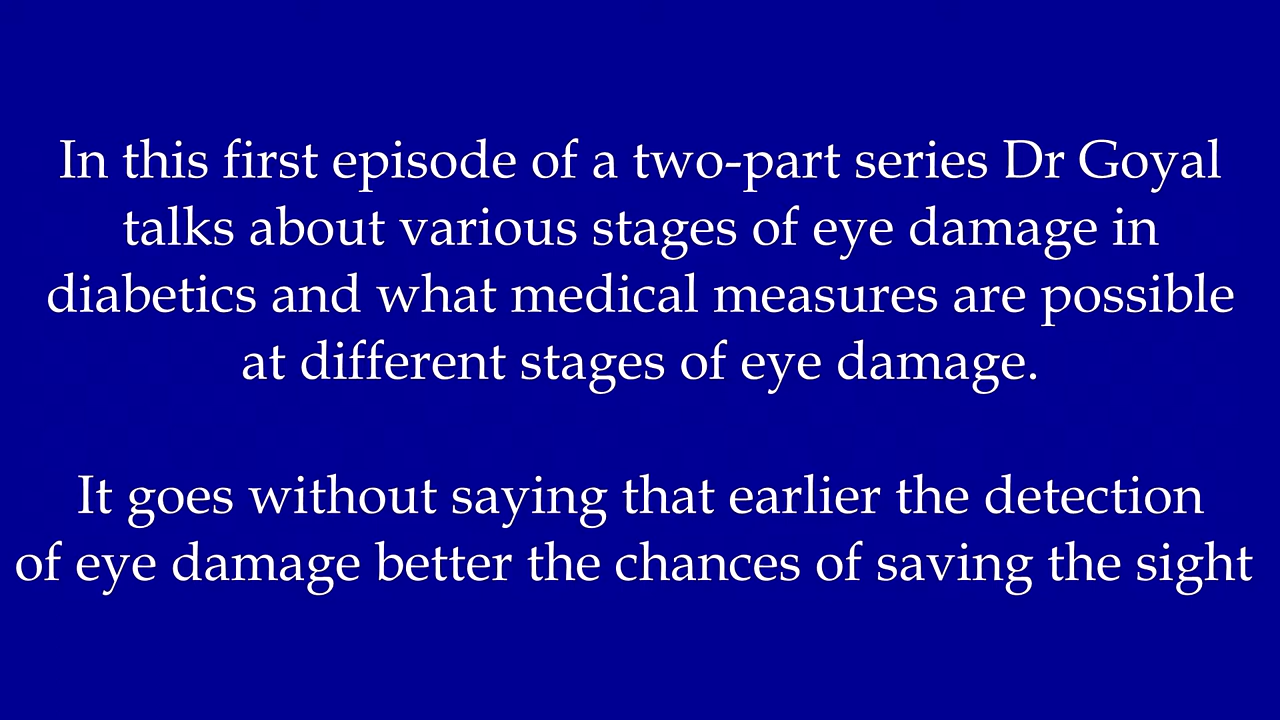 In this first episode of a two-part series Dr Goyal
talks about various stages of eye damage in
diabetics and what medical measures are possible
at different stages of eye damage.
It goes without saying that earlier the detection
of eye damage better the chances of saving the sight